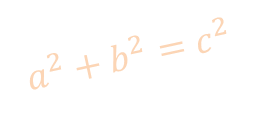 a² + b² = c²